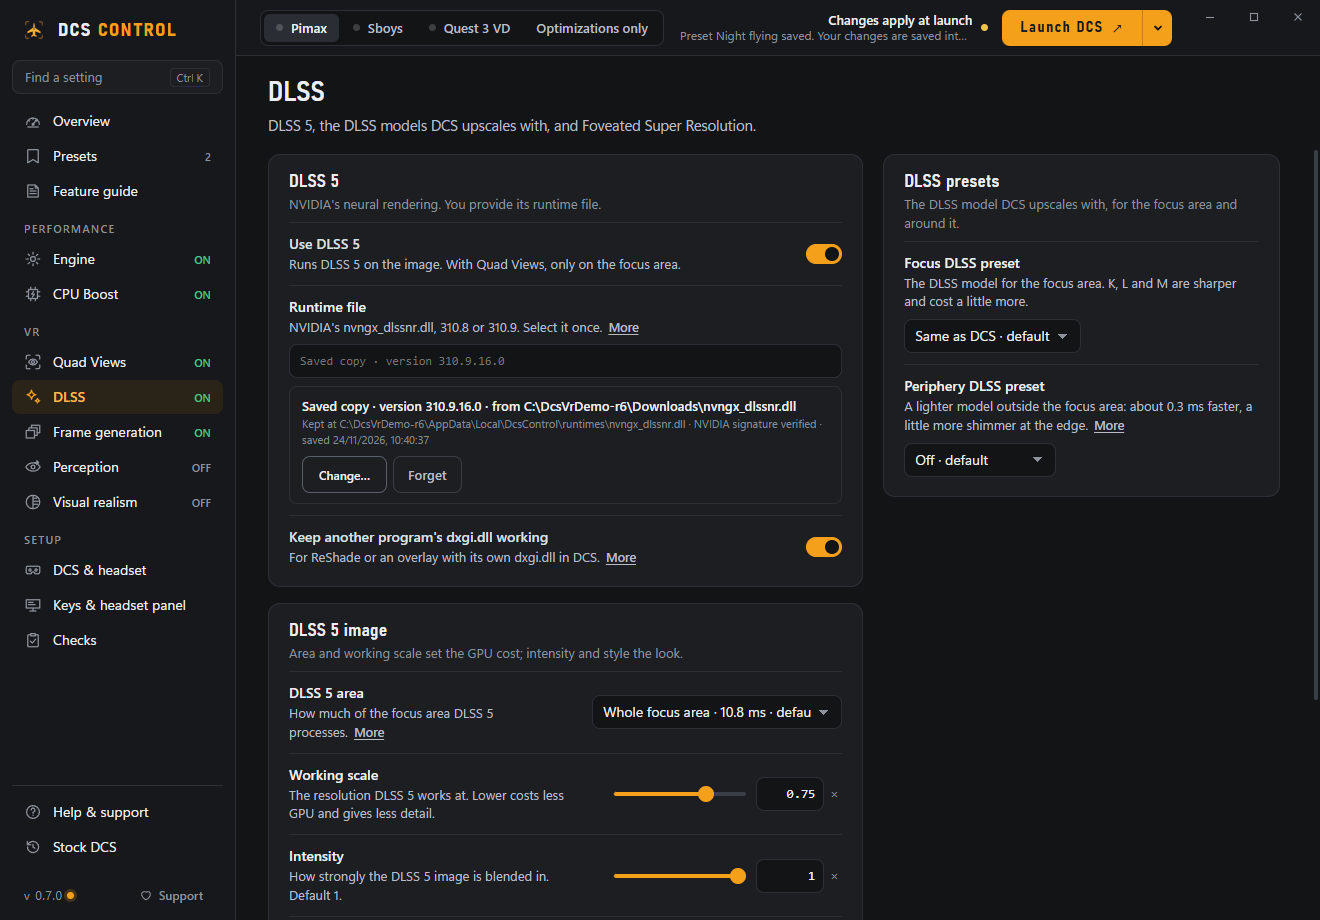 DCS CONTROL
Find a setting
Ctrl K
Overview
Presets
2
Feature guide
PERFORMANCE
Engine
ON
CPU Boost
ON
VR
Quad Views
ON
DLSS
ON
Frame generation
ON
Perception
OFF
Visual realism
OFF
SETUP
DCS & headset
Keys & headset panel
Checks
Help & support
Stock DCS
v 0.7.0
Support
Pimax
Sboys
Quest 3 VD
Optimizations only
Changes apply at launch
Preset Night flying saved. Your changes are saved int...
Launch DCS ↗
DLSS
DLSS 5, the DLSS models DCS upscales with, and Foveated Super Resolution.
DLSS 5
NVIDIA's neural rendering. You provide its runtime file.
Use DLSS 5
Runs DLSS 5 on the image. With Quad Views, only on the focus area.
Runtime file
NVIDIA's nvngx_dlssnr.dll, 310.8 or 310.9. Select it once. More
Saved copy · version 310.9.16.0
Saved copy · version 310.9.16.0 · from C:\DcsVrDemo-r6\Downloads\nvngx_dlssnr.dll
Kept at C:\DcsVrDemo-r6\AppData\Local\DcsControl\runtimes\nvngx_dlssnr.dll · NVIDIA signature verified ·
saved 24/11/2026, 10:40:37
Change...
Forget
Keep another program's dxgi.dll working
For ReShade or an overlay with its own dxgi.dll in DCS. More
DLSS 5 image
Area and working scale set the GPU cost; intensity and style the look.
DLSS 5 area
How much of the focus area DLSS 5
processes. More
Whole focus area · 10.8 ms · defau
Working scale
The resolution DLSS 5 works at. Lower costs less
GPU and gives less detail.
0.75
×
Intensity
How strongly the DLSS 5 image is blended in.
Default 1.
1
×
DLSS presets
The DLSS model DCS upscales with, for the focus area and
around it.
Focus DLSS preset
The DLSS model for the focus area. K, L and M are sharper
and cost a little more.
Same as DCS · default
Periphery DLSS preset
A lighter model outside the focus area: about 0.3 ms faster, a
little more shimmer at the edge. More
Off · default